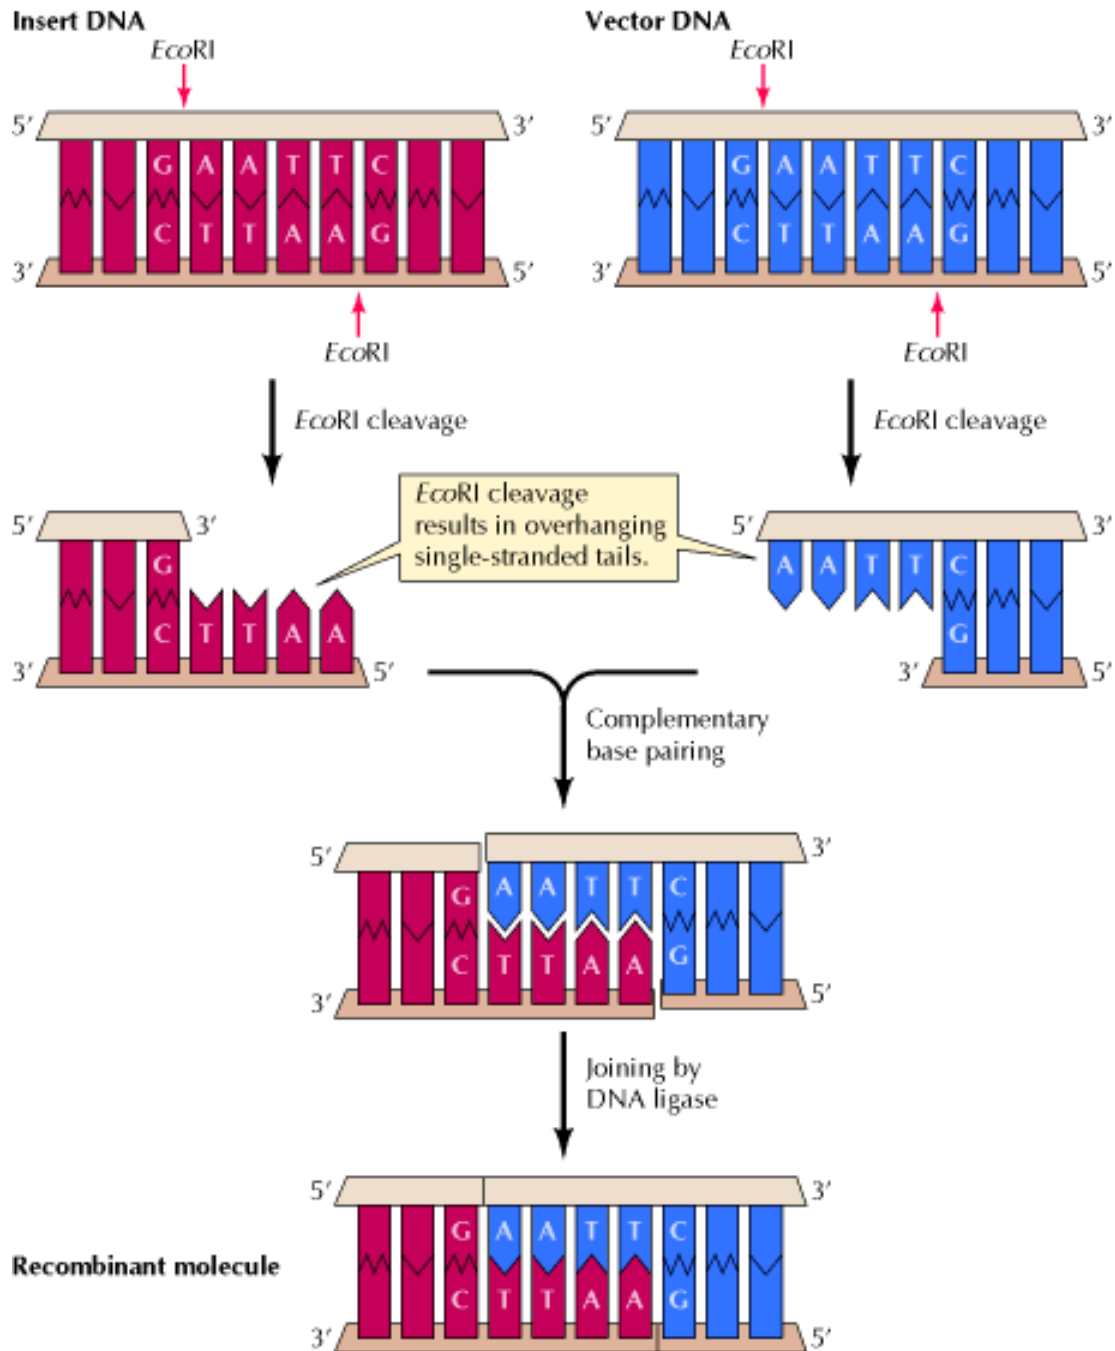 Insert DNA
Vector DNA
EcoRI
EcoRI
5′ 3′
5′ 3′
G A A T T C
G A A T T C
C T T A A G
C T T A A G
3′ 5′
3′ 5′
EcoRI
EcoRI
EcoRI cleavage
EcoRI cleavage
EcoRI cleavage
results in overhanging
single-stranded tails.
5′ 3′
5′ 3′
G
A A T T C
C T T A A
G
3′ 5′
3′ 5′
Complementary
base pairing
5′ 3′
G A A T T C
C T T A A G
3′ 5′
Joining by
DNA ligase
5′ 3′
G A A T T C
Recombinant molecule
C T T A A G
3′ 5′